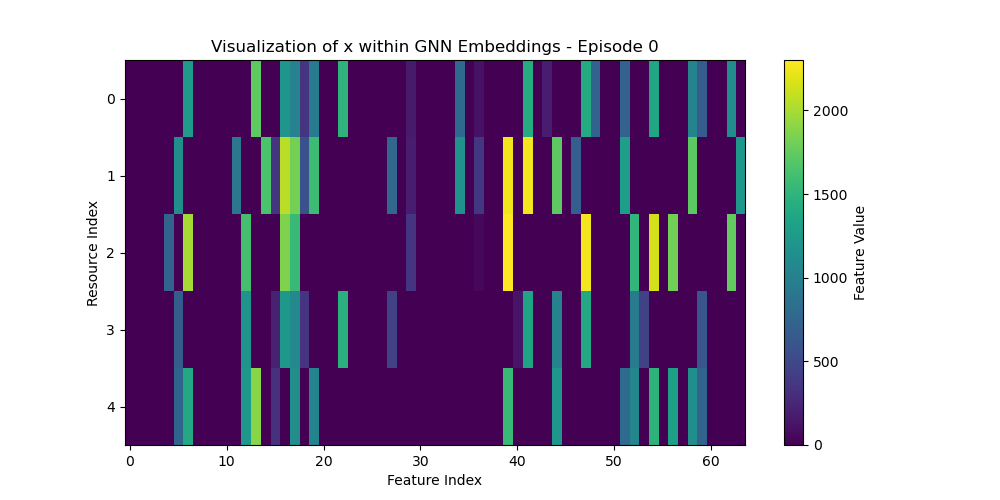 Visualization of x within GNN Embeddings - Episode 0
Resource Index
0
1
2
3
4
0 10 20 30 40 50 60
Feature Index
2000
1500
1000
500
0
Feature Value